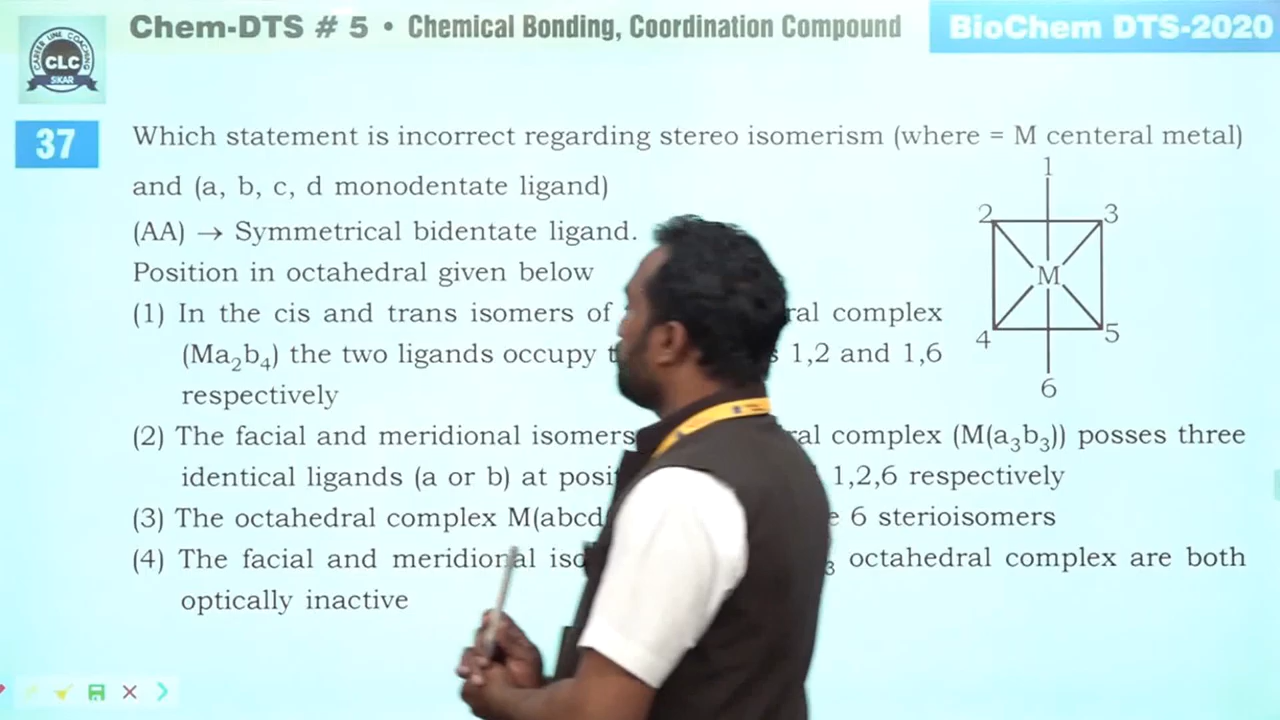 Chem-DTS # 5 • Chemical Bonding, Coordination Compound
BioChem DTS-2020
CAREER LINE COACHING
CLC
SIKAR
37
Which statement is incorrect regarding stereo isomerism (where = M centeral metal)
and (a, b, c, d monodentate ligand)
(AA) → Symmetrical bidentate ligand.
Position in octahedral given below
(1) In the cis and trans isomers of complex
(Ma₂b₄) the two ligands occupy 1,2 and 1,6
respectively
(2) The facial and meridional isomers complex (M(a₃b₃)) posses three
identical ligands (a or b) at 1,2,6 respectively
(3) The octahedral complex M(abcd 6 sterioisomers
(4) The facial and meridional octahedral complex are both
optically inactive
1
2 3
M
4 5
6